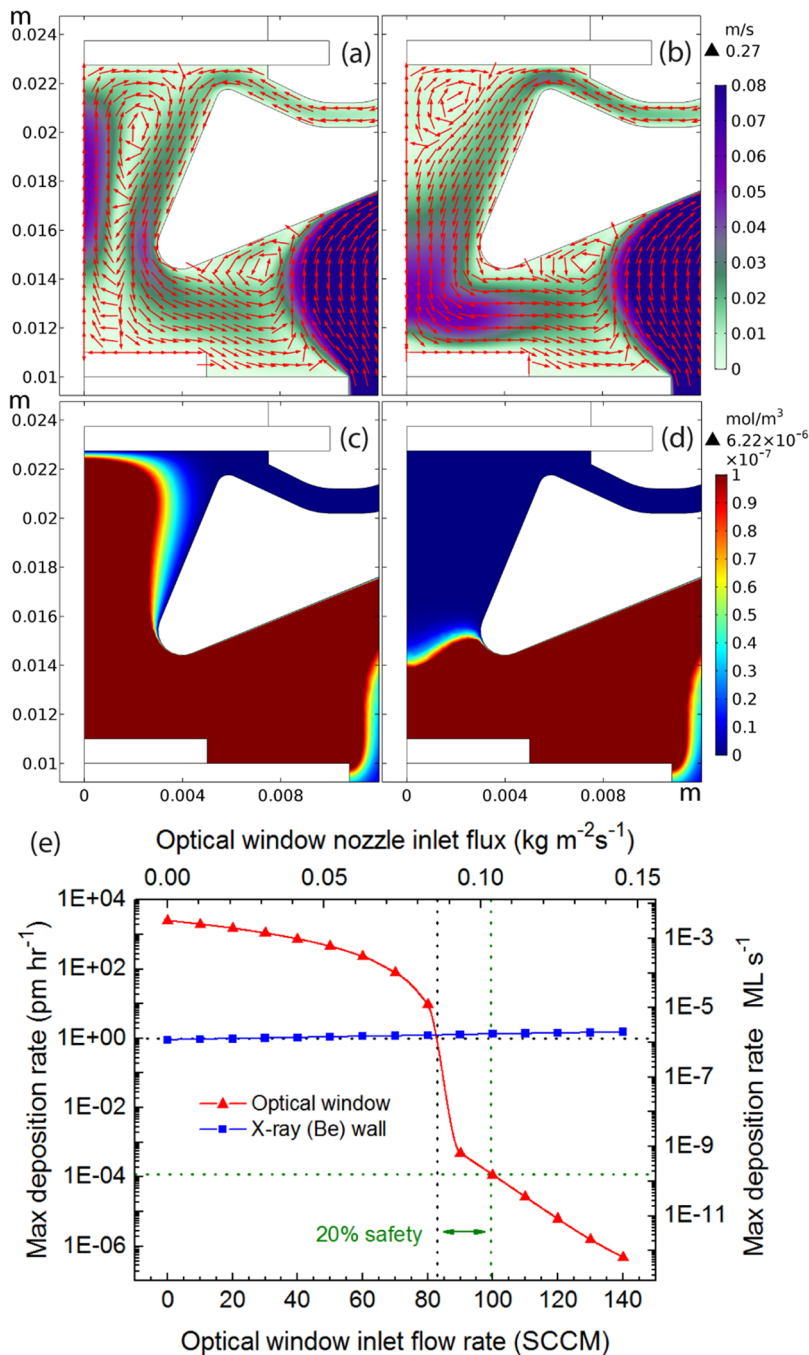 m
m/s
0.024
(a)
(b)
▲ 0.27
0.022
0.08
0.02
0.07
0.018
0.06
0.05
0.016
0.04
0.014
0.03
0.02
0.012
0.01
0.01
0
m
mol/m³
0.024
(c)
(d)
▲ 6.22×10⁻⁶
×10⁻⁷
0.022
1
0.9
0.02
0.8
0.7
0.018
0.6
0.5
0.016
0.4
0.014
0.3
0.2
0.012
0.1
0.01
0
0 0.004 0.008 0 0.004 0.008 m
(e)
Optical window nozzle inlet flux (kg m⁻²s⁻¹)
0.00 0.05 0.10 0.15
1E+04
1E-3
1E+02
1E-5
1E+00
1E-7
Optical window
X-ray (Be) wall
1E-02
1E-9
1E-04
1E-11
20% safety
1E-06
Max deposition rate (pm hr⁻¹)
Max deposition rate ML s⁻¹
0 20 40 60 80 100 120 140
Optical window inlet flow rate (SCCM)